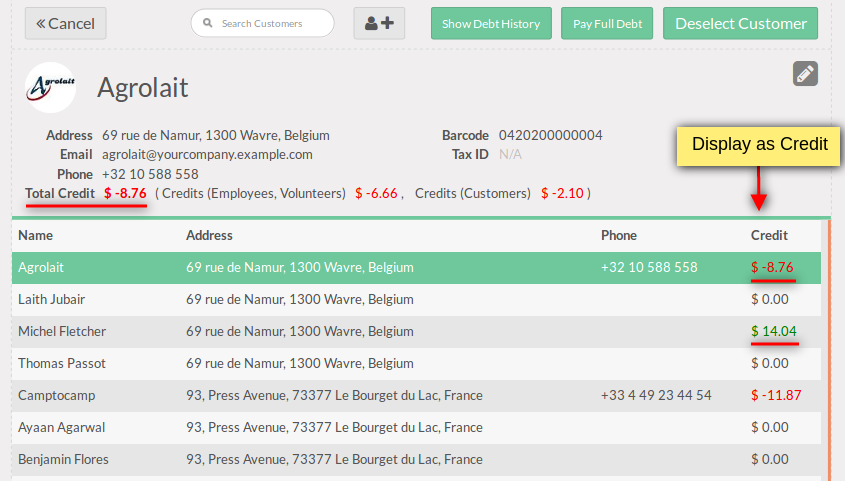 Cancel
Search Customers
Show Debt History
Pay Full Debt
Deselect Customer
Agrolait
Agrolait
Address 69 rue de Namur, 1300 Wavre, Belgium
Barcode 0420200000004
Email agrolait@yourcompany.example.com
Tax ID N/A
Phone +32 10 588 558
Display as Credit
Total Credit $ -8.76 ( Credits (Employees, Volunteers) $ -6.66 , Credits (Customers) $ -2.10 )
Name Address Phone Credit
Agrolait 69 rue de Namur, 1300 Wavre, Belgium +32 10 588 558 $ -8.76
Laith Jubair 69 rue de Namur, 1300 Wavre, Belgium $ 0.00
Michel Fletcher 69 rue de Namur, 1300 Wavre, Belgium $ 14.04
Thomas Passot 69 rue de Namur, 1300 Wavre, Belgium $ 0.00
Camptocamp 93, Press Avenue, 73377 Le Bourget du Lac, France +33 4 49 23 44 54 $ -11.87
Ayaan Agarwal 93, Press Avenue, 73377 Le Bourget du Lac, France $ 0.00
Benjamin Flores 93, Press Avenue, 73377 Le Bourget du Lac, France $ 0.00